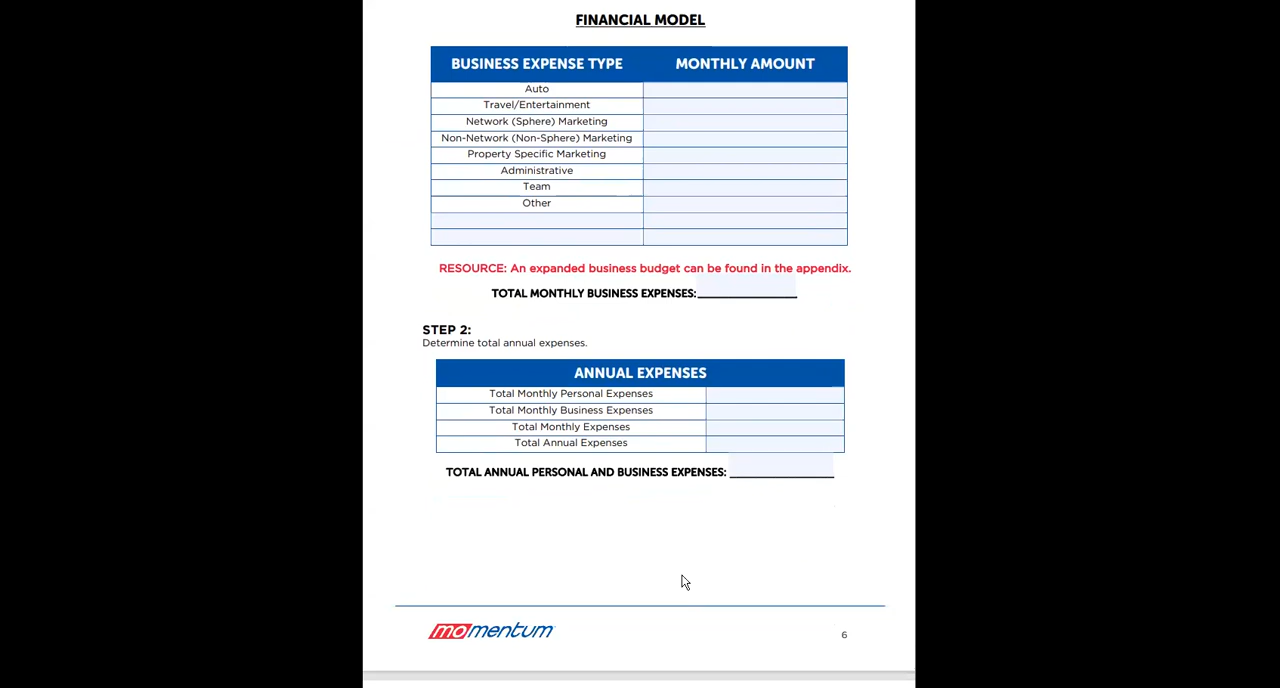 FINANCIAL MODEL
BUSINESS EXPENSE TYPE MONTHLY AMOUNT
Auto
Travel/Entertainment
Network (Sphere) Marketing
Non-Network (Non-Sphere) Marketing
Property Specific Marketing
Administrative
Team
Other
RESOURCE: An expanded business budget can be found in the appendix.
TOTAL MONTHLY BUSINESS EXPENSES:
STEP 2:
Determine total annual expenses.
ANNUAL EXPENSES
Total Monthly Personal Expenses
Total Monthly Business Expenses
Total Monthly Expenses
Total Annual Expenses
TOTAL ANNUAL PERSONAL AND BUSINESS EXPENSES:
momentum
6